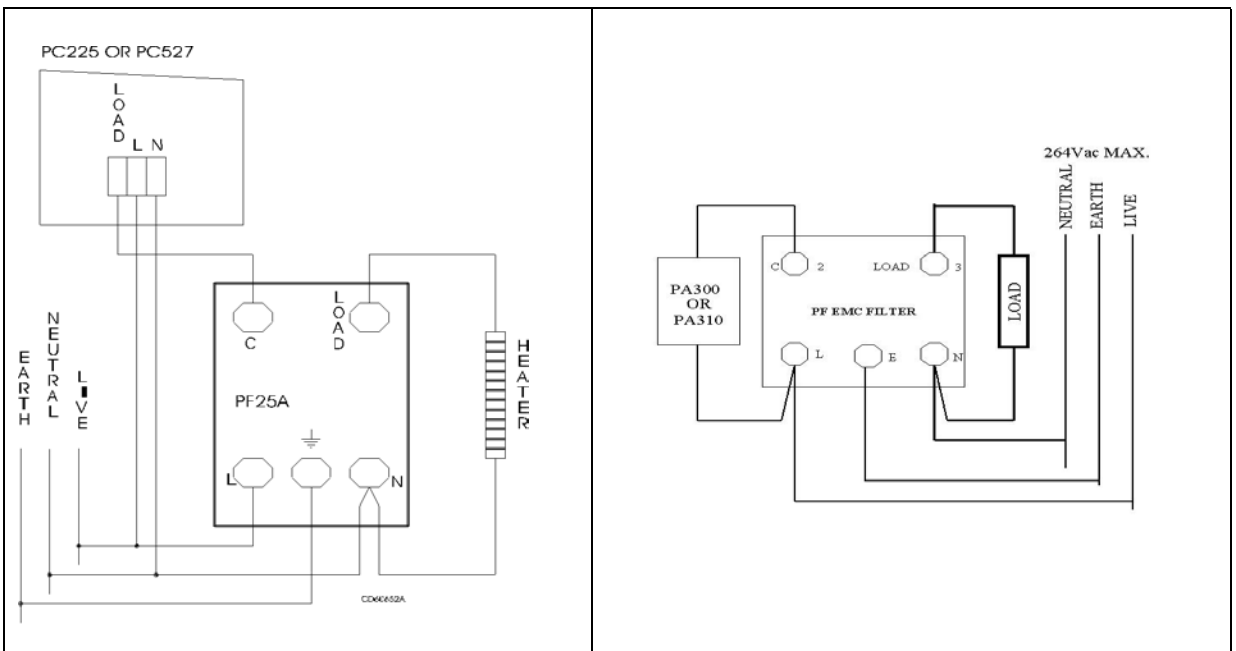 PC225 OR PC527
LOAD
L N
C
LOAD
PF25A
L
N
EARTH
NEUTRAL
LIVE
HEATER
CD60652A
264Vac MAX.
NEUTRAL
EARTH
LIVE
PA300
OR
PA310
C 2
LOAD 3
PF EMC FILTER
L
E
N
LOAD